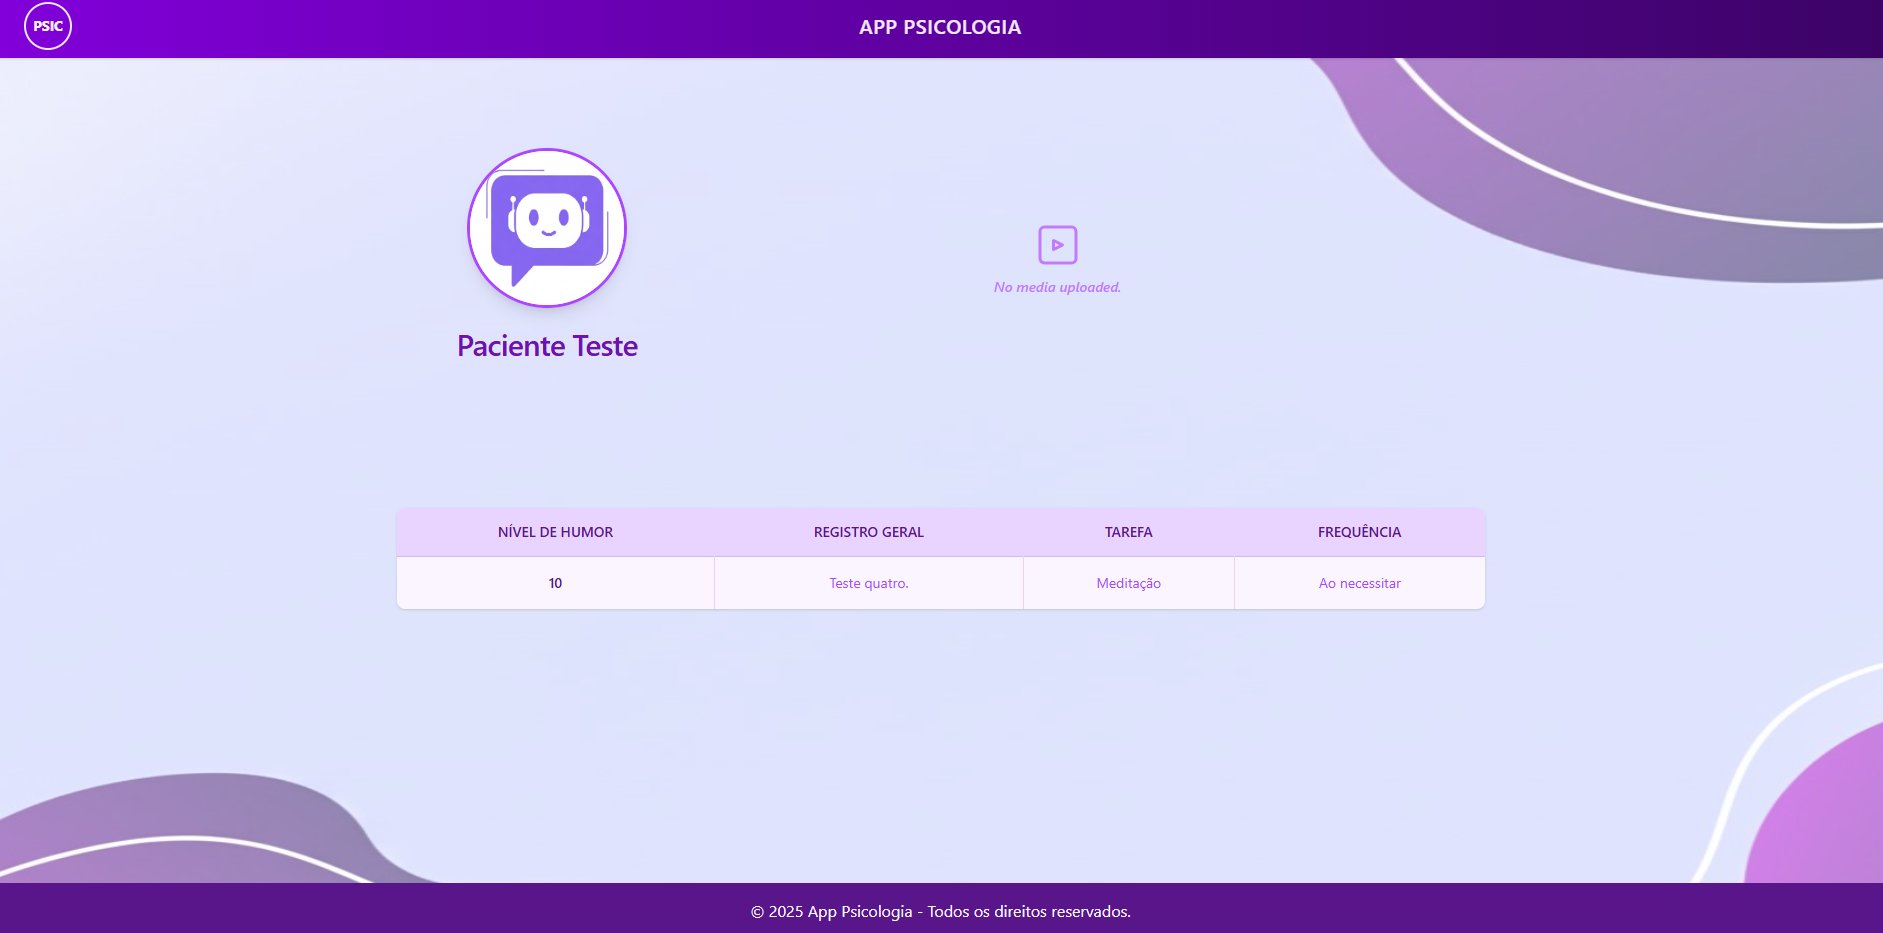 PSIC
APP PSICOLOGIA
No media uploaded.
Paciente Teste
NÍVEL DE HUMOR REGISTRO GERAL TAREFA FREQUÊNCIA
10 Teste quatro. Meditação Ao necessitar
© 2025 App Psicologia - Todos os direitos reservados.